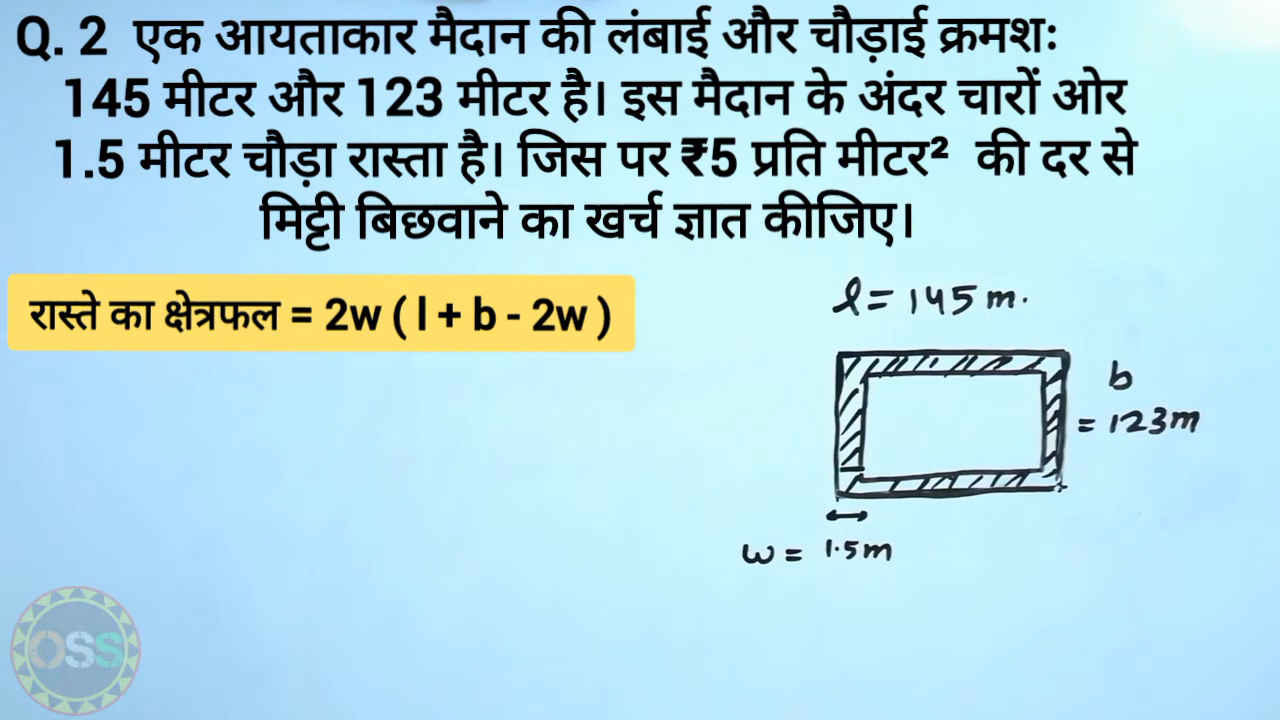 Q. 2 एक आयताकार मैदान की लंबाई और चौड़ाई क्रमशः
145 मीटर और 123 मीटर है। इस मैदान के अंदर चारों ओर
1.5 मीटर चौड़ा रास्ता है। जिस पर ₹5 प्रति मीटर² की दर से
मिट्टी बिछवाने का खर्च ज्ञात कीजिए।
रास्ते का क्षेत्रफल = 2w ( l + b - 2w )
l = 145 m.
b
= 123m
w = 1.5m
OSS